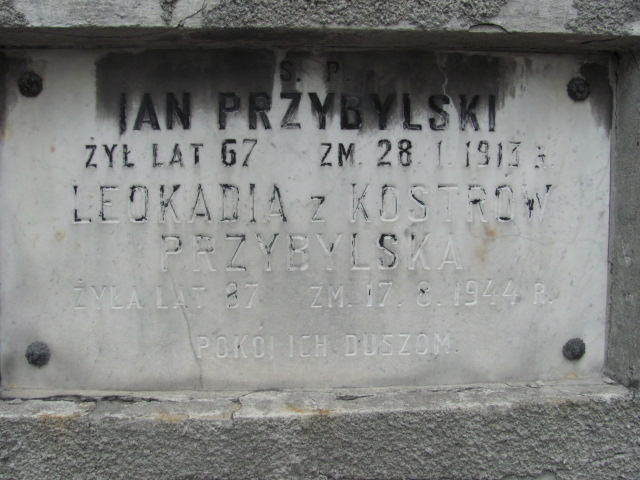 Ś. P.
JAN PRZYBYLSKI
ŻYŁ LAT 67 ZM. 28.1.1913 R.
LEOKADIA z KOSTROW
PRZYBYLSKA
ŻYŁA LAT 87 ZM. 17.8.1944 R.
POKÓJ ICH DUSZOM.